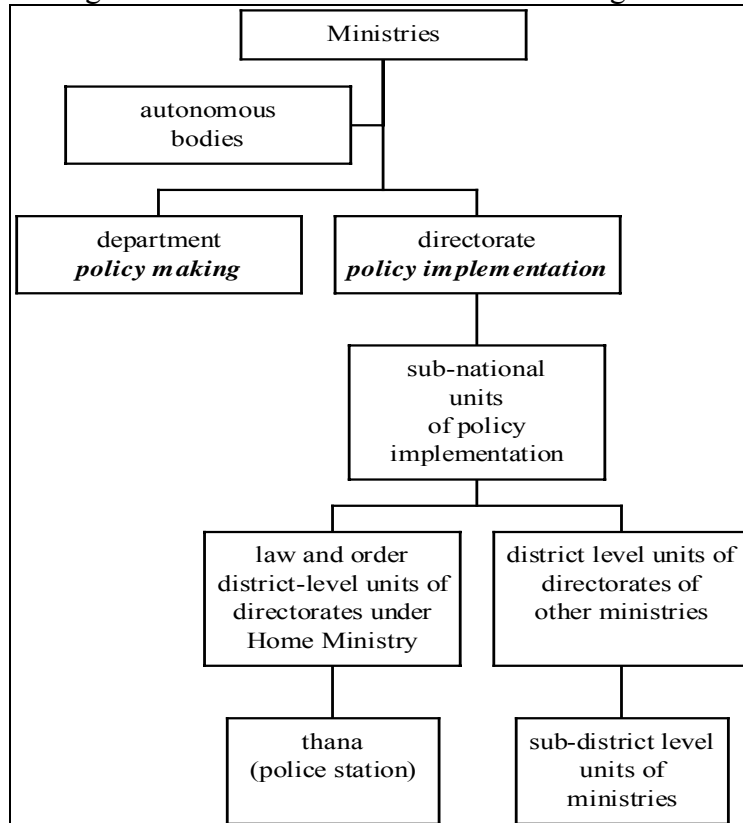 Ministries
autonomous
bodies
department
policy making
directorate
policy implementation
sub-national
units
of policy
implementation
law and order
district-level units of
directorates under
Home Ministry
district level units of
directorates of
other ministries
thana
(police station)
sub-district level
units of
ministries